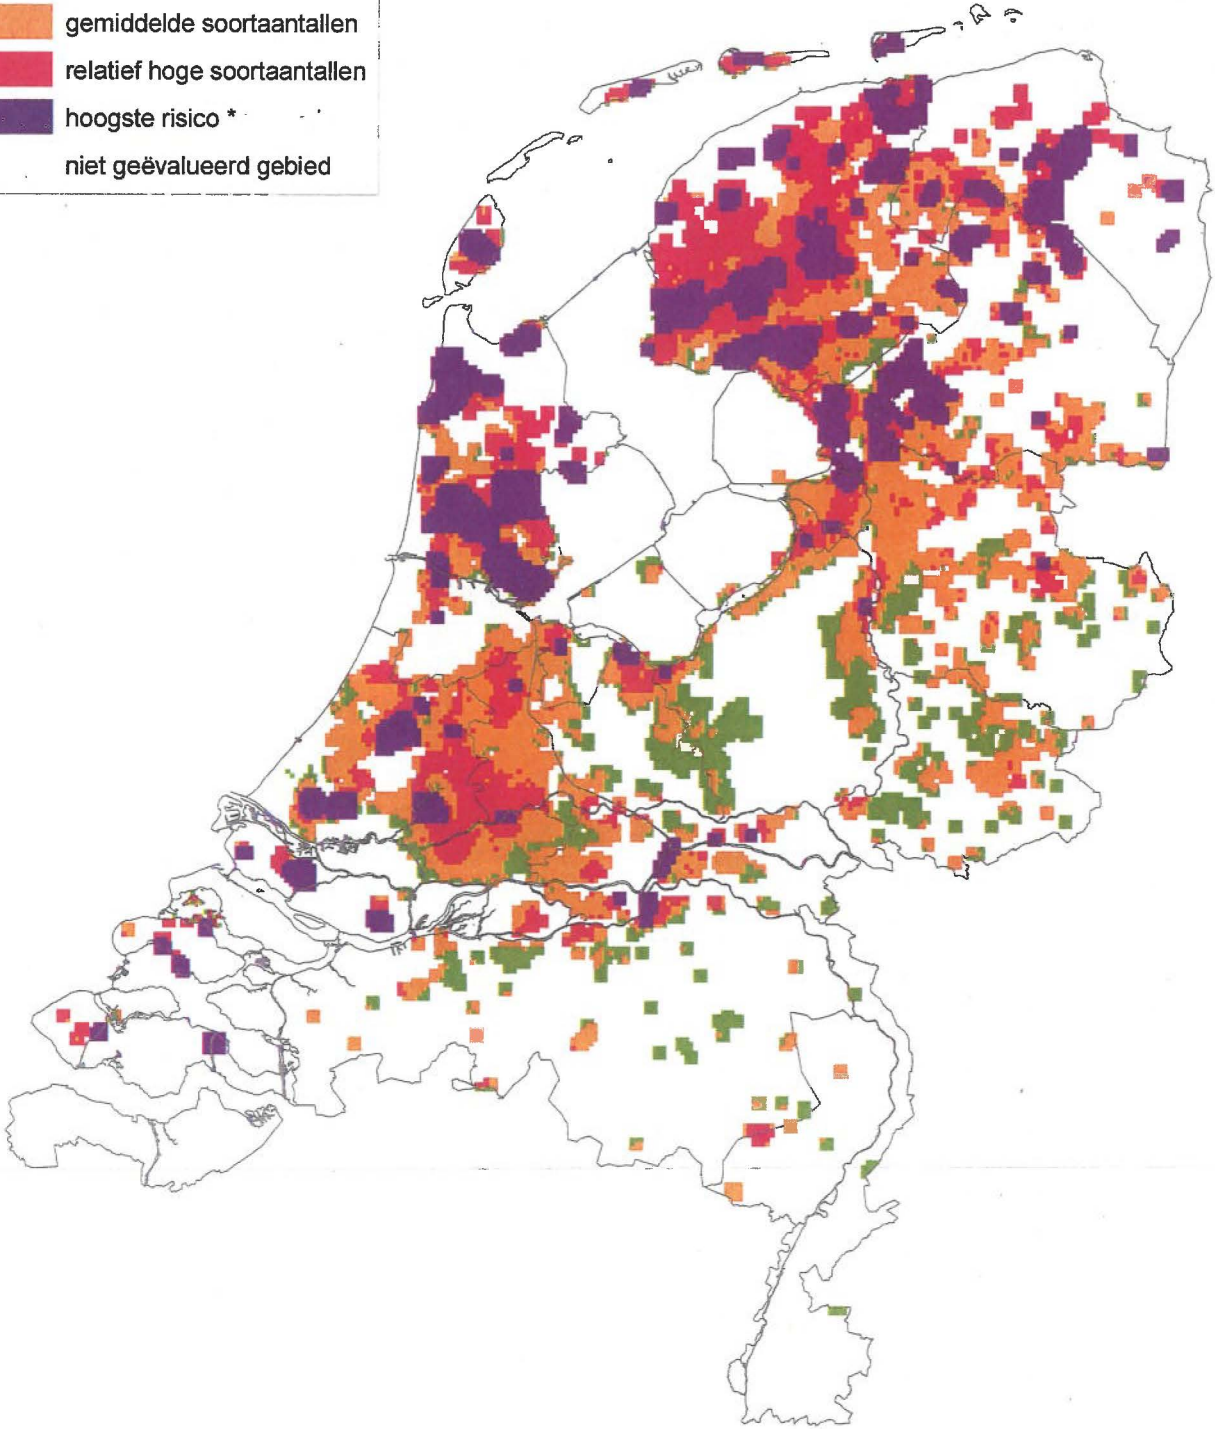 gemiddelde soortaantallen
relatief hoge soortaantallen
hoogste risico *
niet geëvalueerd gebied